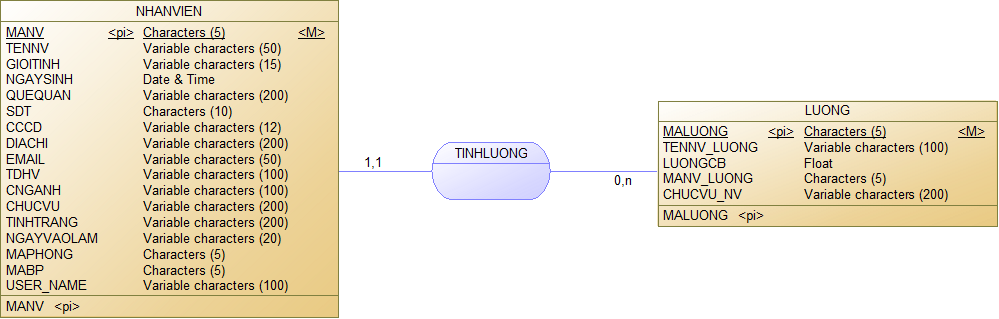 NHANVIEN
MANV <pi> Characters (5) <M>
TENNV Variable characters (50)
GIOITINH Variable characters (15)
NGAYSINH Date & Time
QUEQUAN Variable characters (200)
SDT Characters (10)
CCCD Variable characters (12)
DIACHI Variable characters (200)
EMAIL Variable characters (50)
TDHV Variable characters (100)
CNGANH Variable characters (100)
CHUCVU Variable characters (200)
TINHTRANG Variable characters (200)
NGAYVAOLAM Variable characters (20)
MAPHONG Characters (5)
MABP Characters (5)
USER_NAME Variable characters (100)
MANV <pi>
1,1
TINHLUONG
0,n
LUONG
MALUONG <pi> Characters (5) <M>
TENNV_LUONG Variable characters (100)
LUONGCB Float
MANV_LUONG Characters (5)
CHUCVU_NV Variable characters (200)
MALUONG <pi>